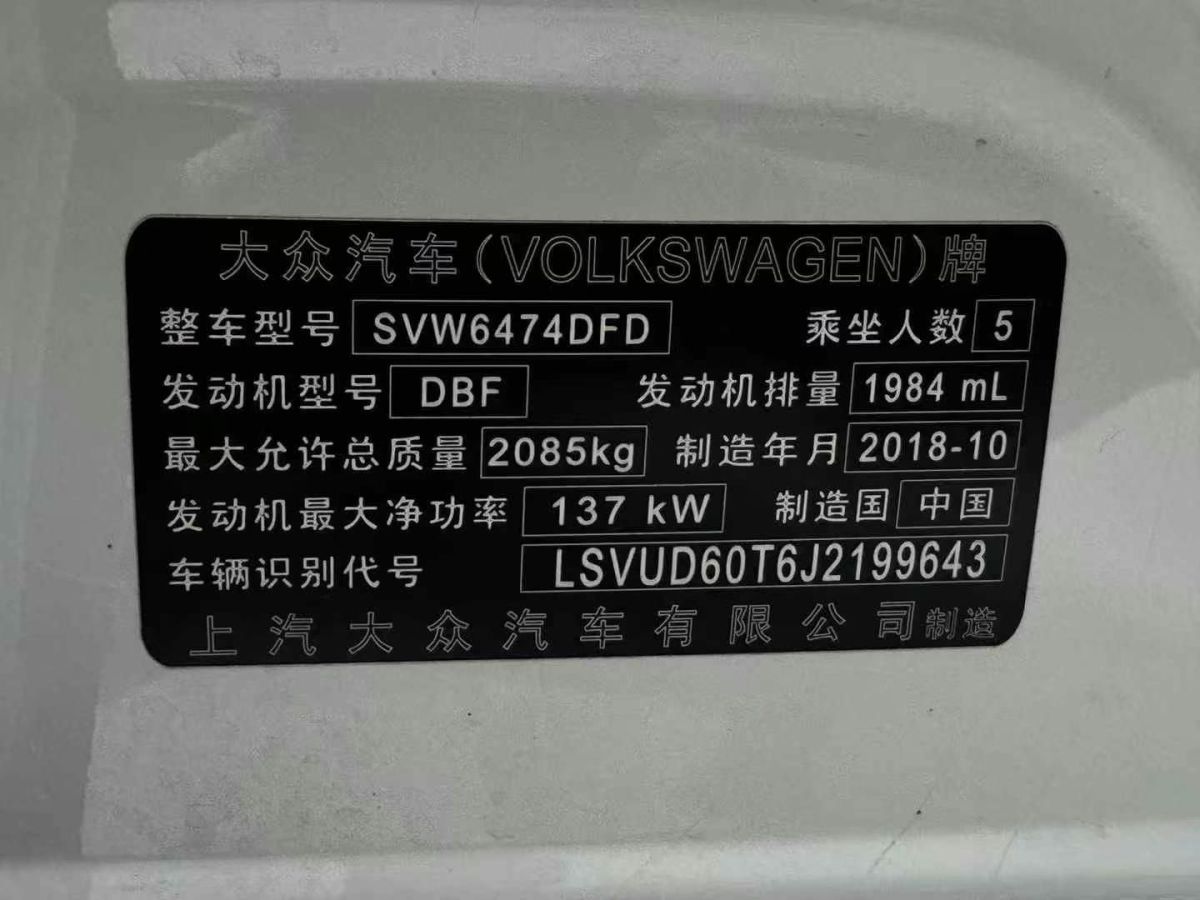 大众汽车(VOLKSWAGEN)牌
整车型号 SVW6474DFD 乘坐人数 5
发动机型号 DBF 发动机排量 1984 mL
最大允许总质量 2085kg 制造年月 2018-10
发动机最大净功率 137 kW 制造国 中国
车辆识别代号 LSVUD60T6J2199643
上汽大众汽车有限公司制造